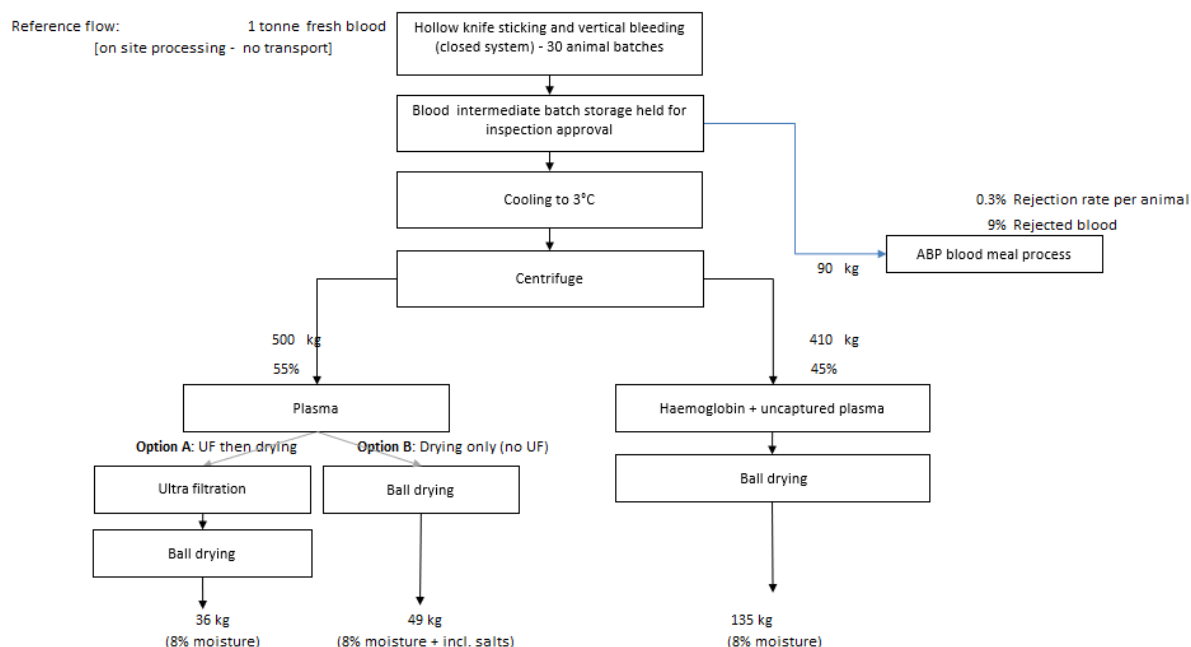 Reference flow: 1 tonne fresh blood
[on site processing - no transport]
Hollow knife sticking and vertical bleeding
(closed system) - 30 animal batches
Blood intermediate batch storage held for
inspection approval
Cooling to 3°C
0.3% Rejection rate per animal
9% Rejected blood
ABP blood meal process
90 kg
Centrifuge
500 kg
55%
410 kg
45%
Plasma
Haemoglobin + uncaptured plasma
Option A: UF then drying
Option B: Drying only (no UF)
Ultra filtration
Ball drying
Ball drying
Ball drying
36 kg
(8% moisture)
49 kg
(8% moisture + incl. salts)
135 kg
(8% moisture)